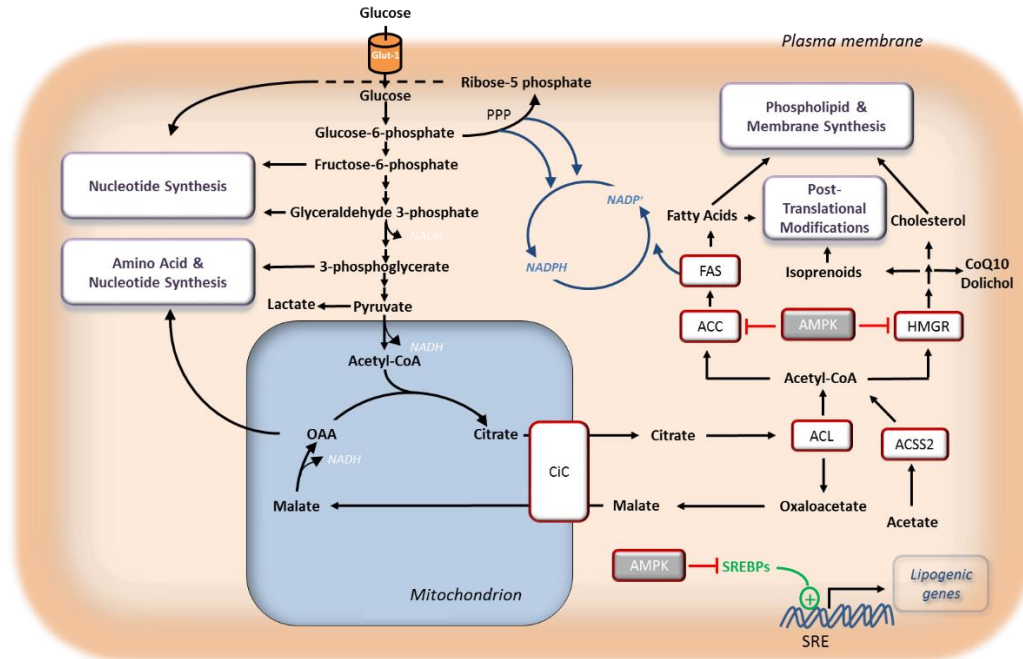 Glucose
Plasma membrane
Glut-1
Ribose-5 phosphate
Glucose
PPP
Glucose-6-phosphate
Phospholipid &
Membrane Synthesis
Fructose-6-phosphate
Nucleotide Synthesis
Glyceraldehyde 3-phosphate
NADH
NADP+
Fatty Acids
Post-
Translational
Modifications
Cholesterol
Amino Acid &
Nucleotide Synthesis
3-phosphoglycerate
NADPH
FAS
Isoprenoids
CoQ10
Dolichol
Lactate
Pyruvate
ACC
AMPK
HMGR
NADH
Acetyl-CoA
Acetyl-CoA
OAA
Citrate
CiC
Citrate
ACL
ACSS2
NADH
Malate
Malate
Oxaloacetate
Acetate
AMPK
SREBPs
Lipogenic
genes
+
Mitochondrion
SRE